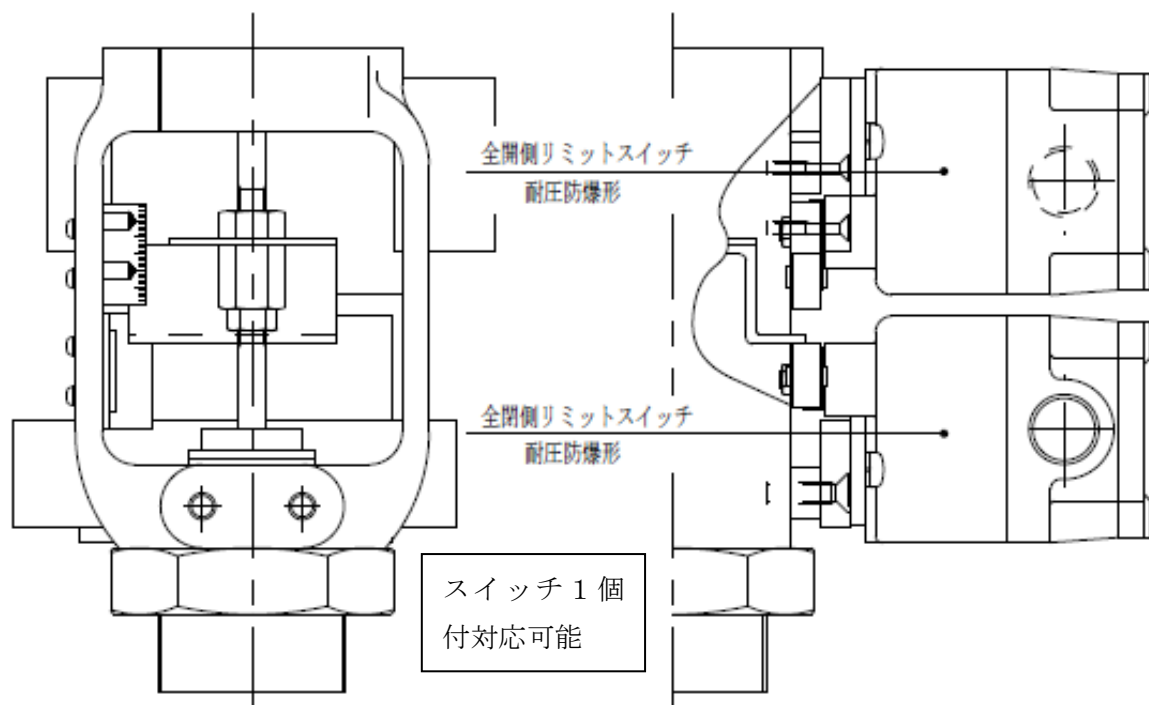 全開側リミットスイッチ
耐圧防爆形
全閉側リミットスイッチ
耐圧防爆形
スイッチ１個
付対応可能